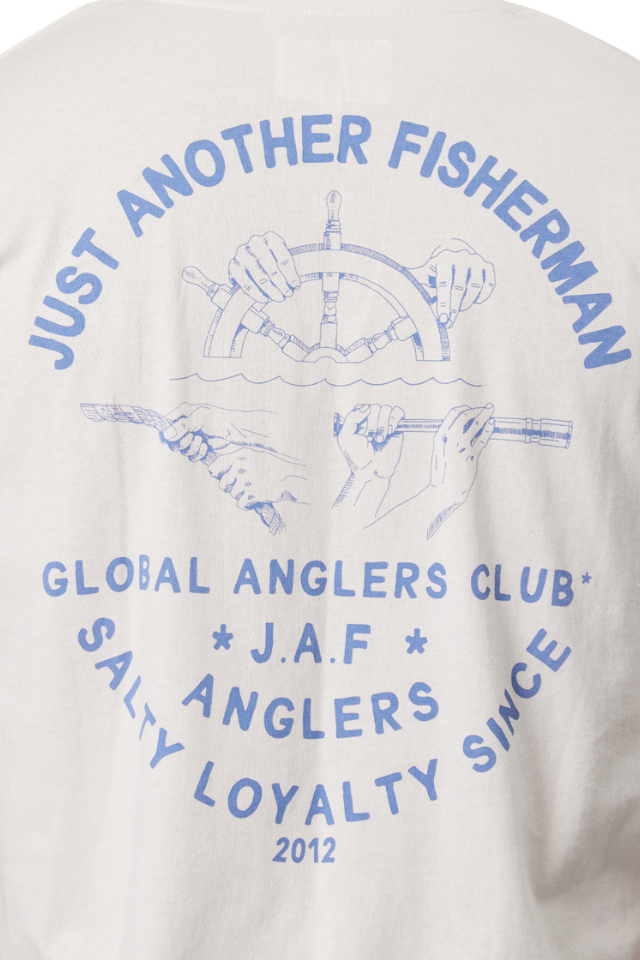 JUST ANOTHER FISHERMAN
GLOBAL ANGLERS CLUB*
* J.A.F *
ANGLERS
SALTY LOYALTY SINCE
2012